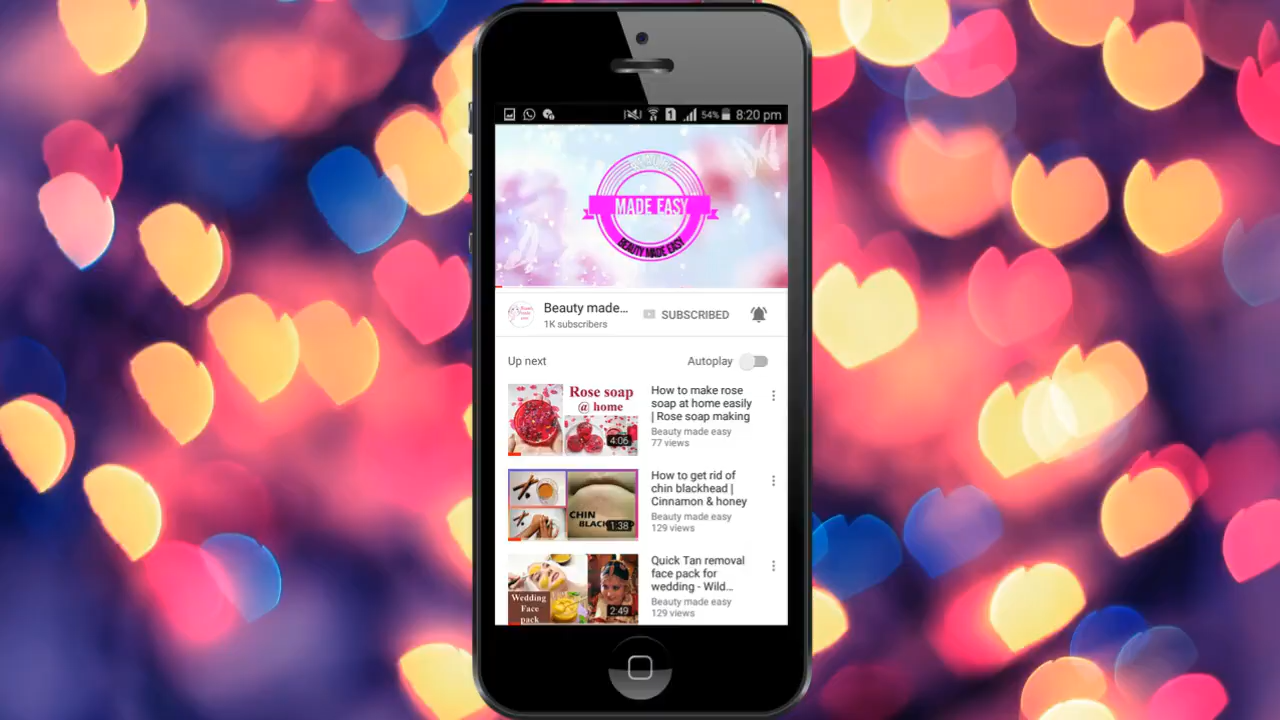 1
54%
8:20 pm
MADE EASY
BEAUTY MADE EASY
Beauty made...
1K subscribers
SUBSCRIBED
Up next
Autoplay
Rose soap
@ home
4:06
How to make rose
soap at home easily
| Rose soap making
Beauty made easy
77 views
CHIN
1:38
How to get rid of
chin blackhead |
Cinnamon & honey
Beauty made easy
129 views
Wedding
Face
pack
2:49
Quick Tan removal
face pack for
wedding - Wild...
Beauty made easy
129 views